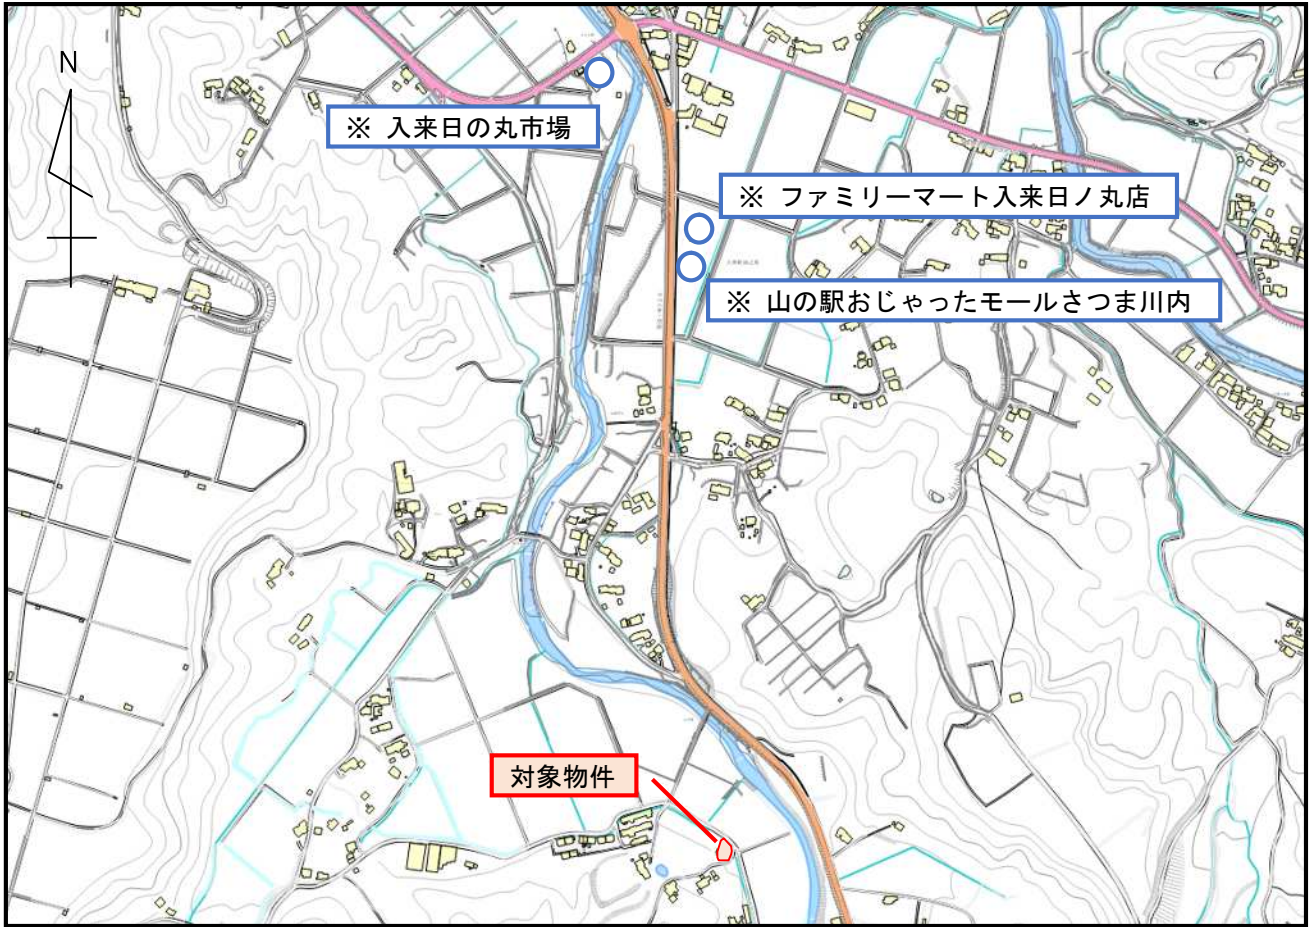 N
※ 入来日の丸市場
※ ファミリーマート入来日ノ丸店
※ 山の駅おじゃったモールさつま川内
対象物件